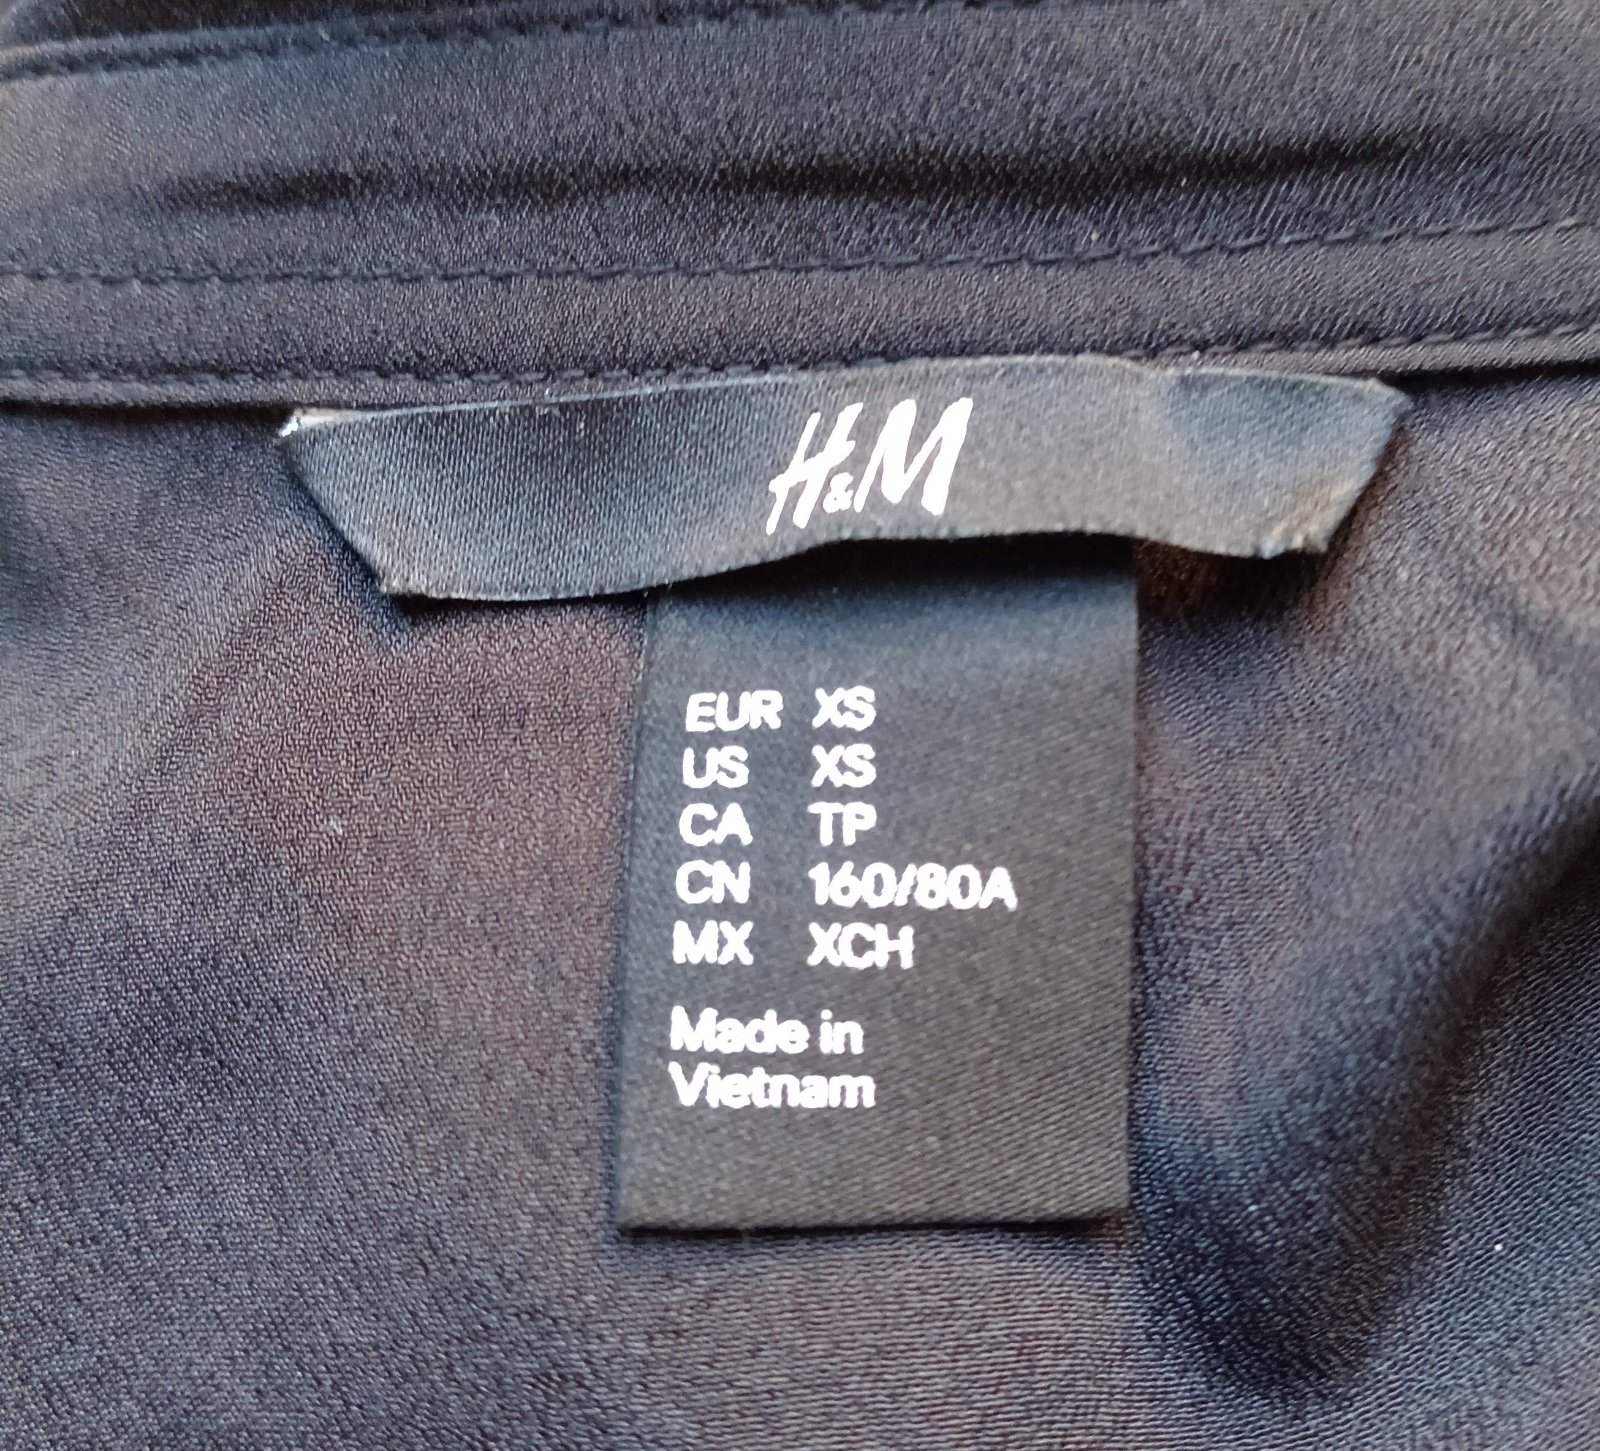 H&M
EUR XS
US XS
CA TP
CN 160/80A
MX XCH
Made in
Vietnam